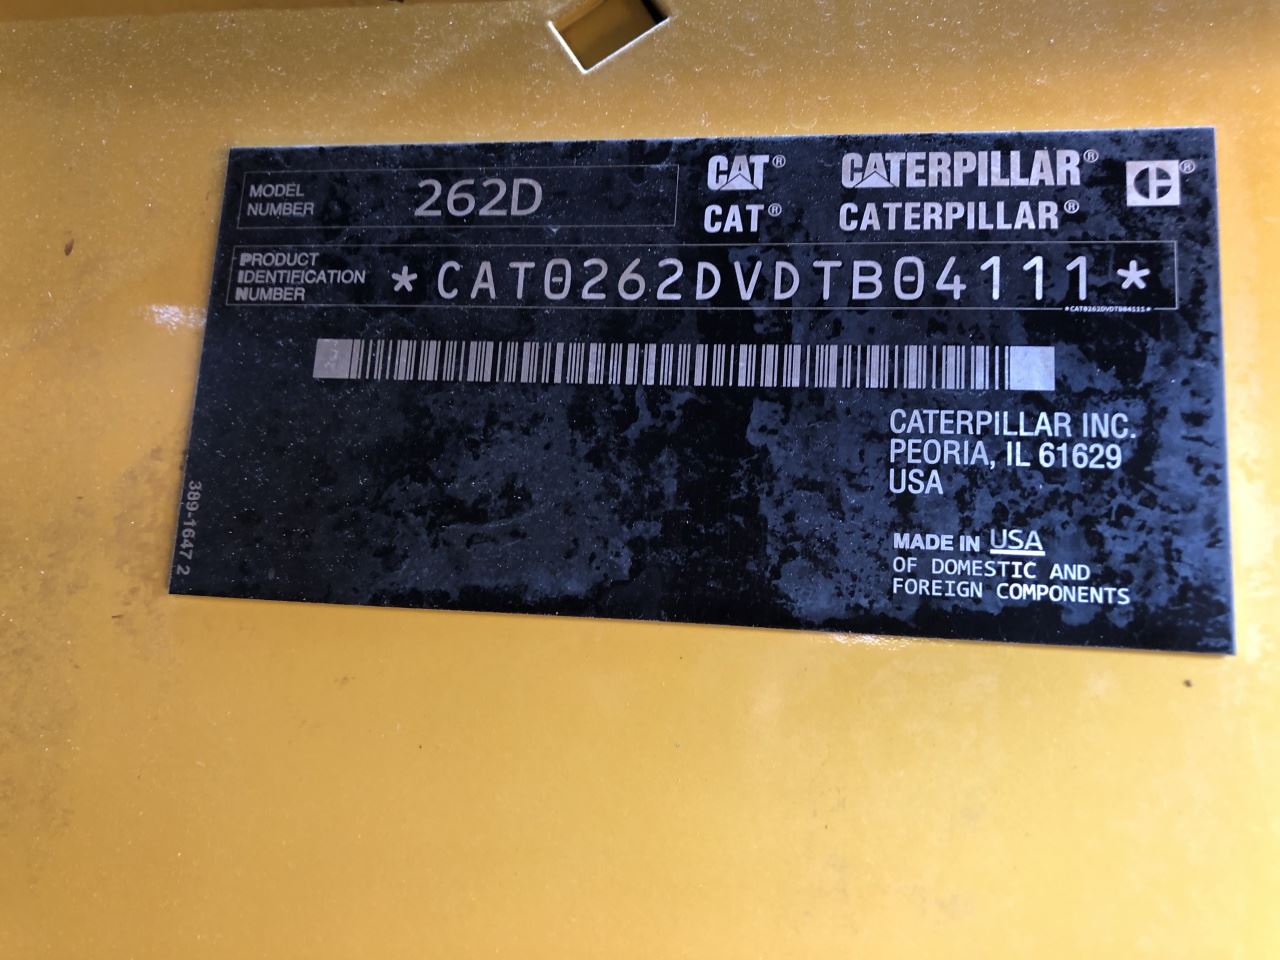 MODEL
NUMBER
262D
CAT® CATERPILLAR®
CAT® CATERPILLAR®
PRODUCT
IDENTIFICATION
NUMBER
*CAT0262DVDTB04111*
*CAT0262DVDTB04111*
CATERPILLAR INC.
PEORIA, IL 61629
USA
MADE IN USA
OF DOMESTIC AND
FOREIGN COMPONENTS
389-1647 2